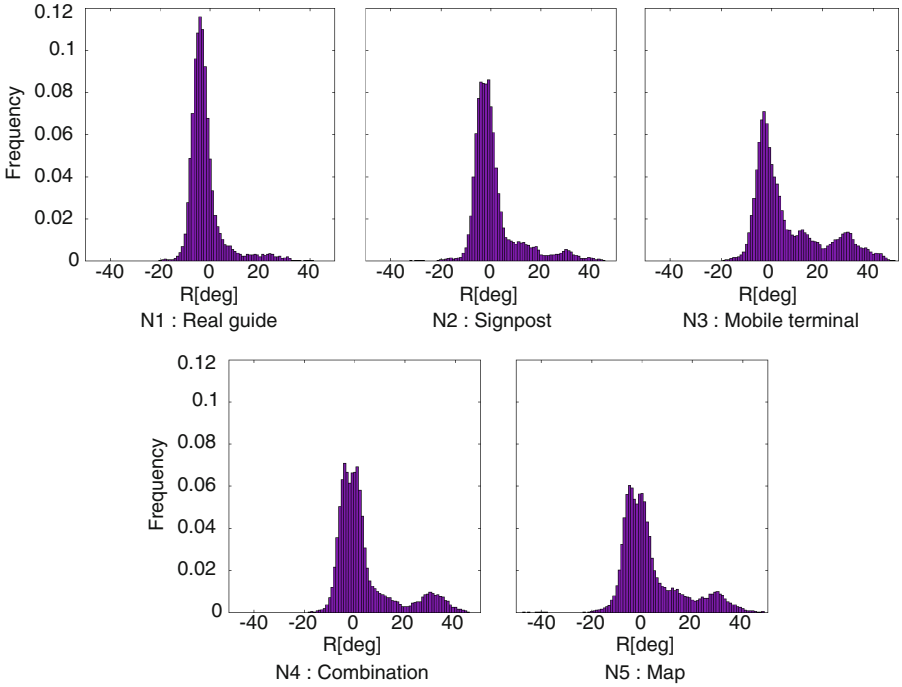 0.12
0.1
0.08
0.06
0.04
0.02
0
Frequency
-40 -20 0 20 40
R[deg]
N1 : Real guide
-40 -20 0 20 40
R[deg]
N2 : Signpost
-40 -20 0 20 40
R[deg]
N3 : Mobile terminal
0.12
0.1
0.08
0.06
0.04
0.02
0
Frequency
-40 -20 0 20 40
R[deg]
N4 : Combination
-40 -20 0 20 40
R[deg]
N5 : Map